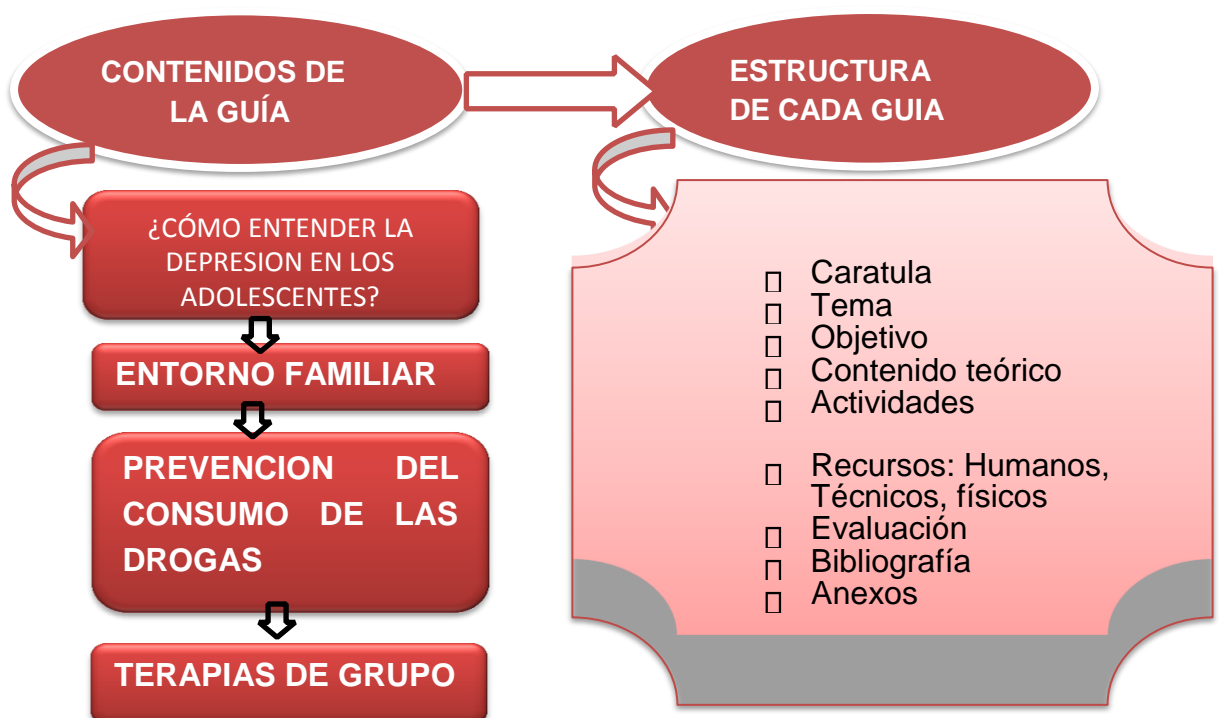 CONTENIDOS DE
LA GUÍA
ESTRUCTURA
DE CADA GUIA
¿CÓMO ENTENDER LA
DEPRESION EN LOS
ADOLESCENTES?
ENTORNO FAMILIAR
PREVENCION DEL
CONSUMO DE LAS
DROGAS
TERAPIAS DE GRUPO
Caratula
Tema
Objetivo
Contenido teórico
Actividades
Recursos: Humanos,
Técnicos, físicos
Evaluación
Bibliografía
Anexos